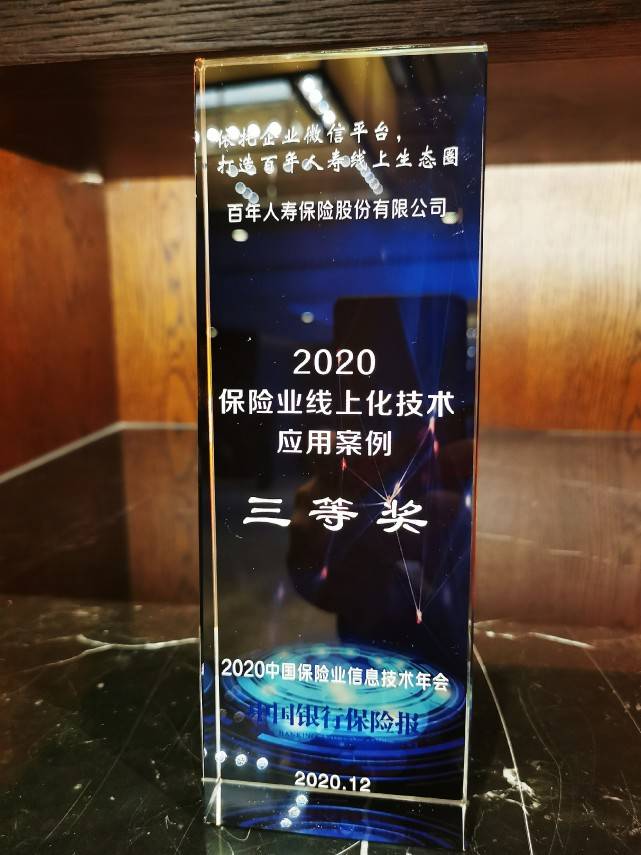 依托企业微信平台，
打造百年人寿线上生态圈
百年人寿保险股份有限公司
2020
保险业线上化技术
应用案例
三等奖
2020中国保险业信息技术年会
中国银行保险报
2020.12